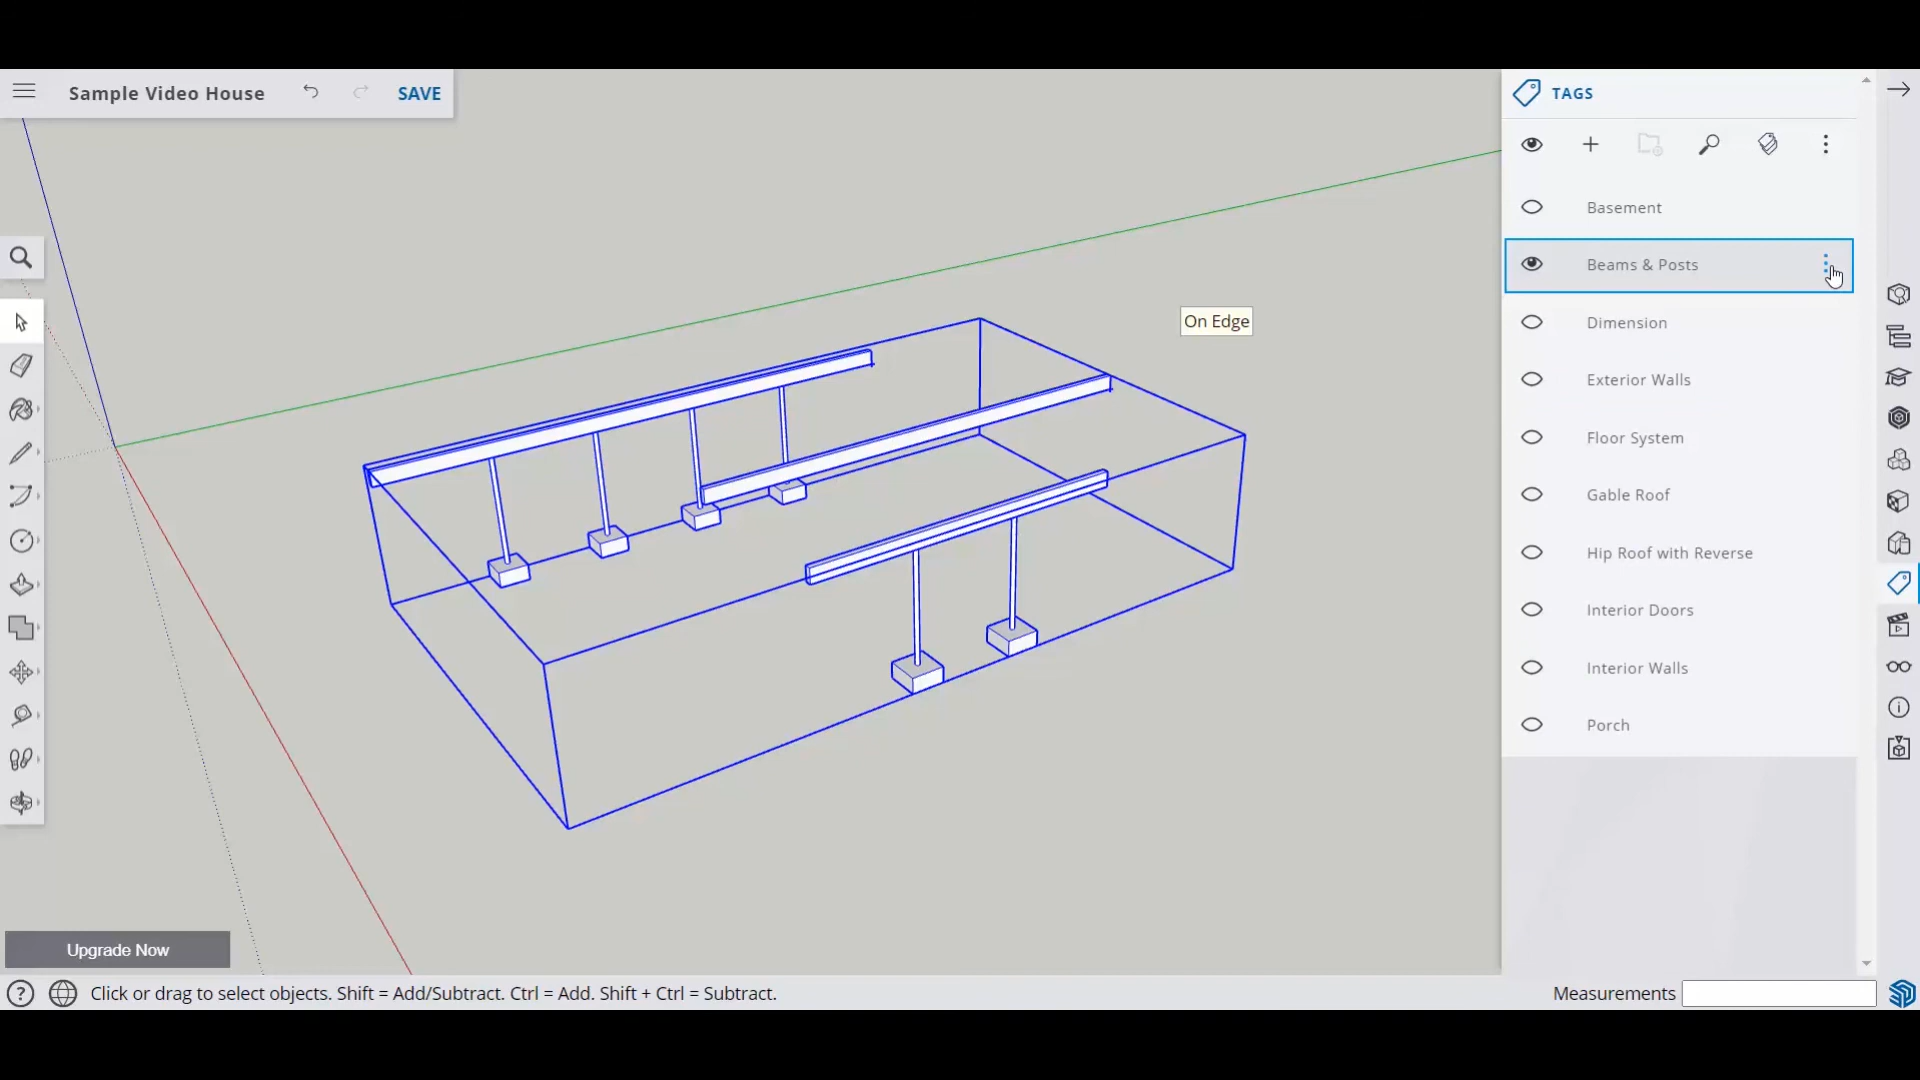 Sample Video House
SAVE
TAGS
Basement
Beams & Posts
On Edge
Dimension
Exterior Walls
Floor System
Gable Roof
Hip Roof with Reverse
Interior Doors
Interior Walls
Porch
Upgrade Now
Click or drag to select objects. Shift = Add/Subtract. Ctrl = Add. Shift + Ctrl = Subtract.
Measurements